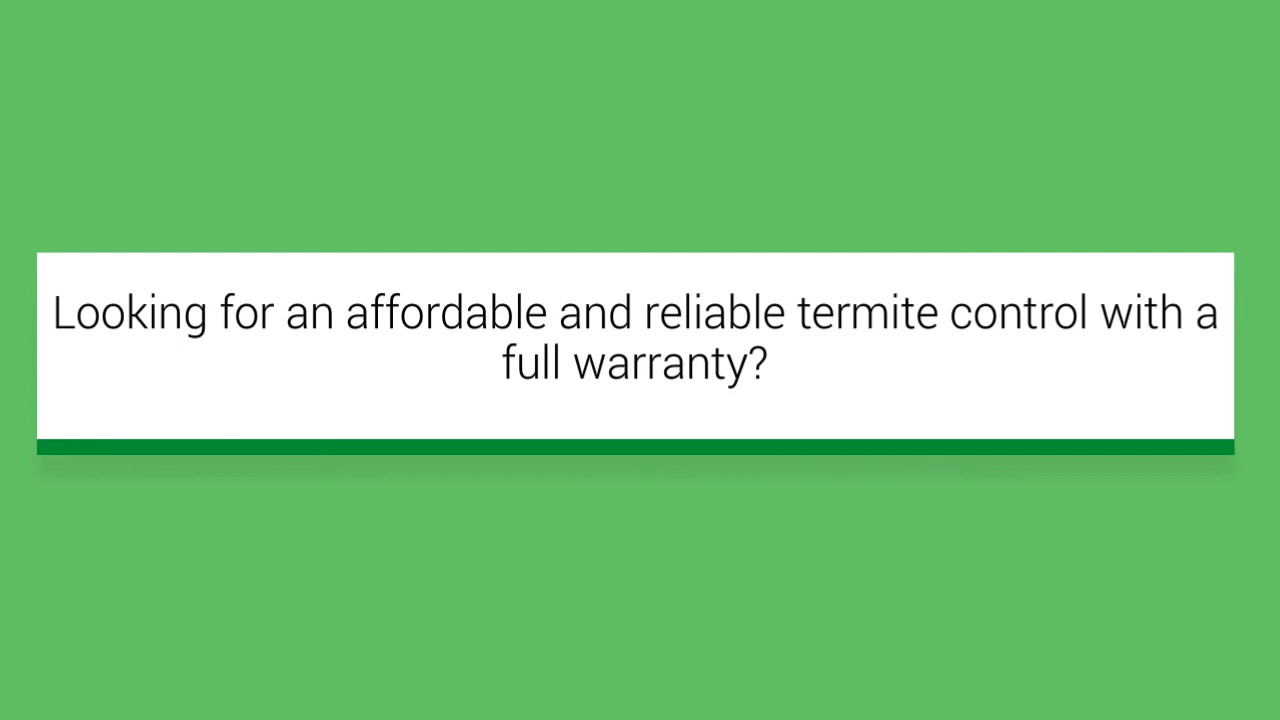 Looking for an affordable and reliable termite control with a
full warranty?